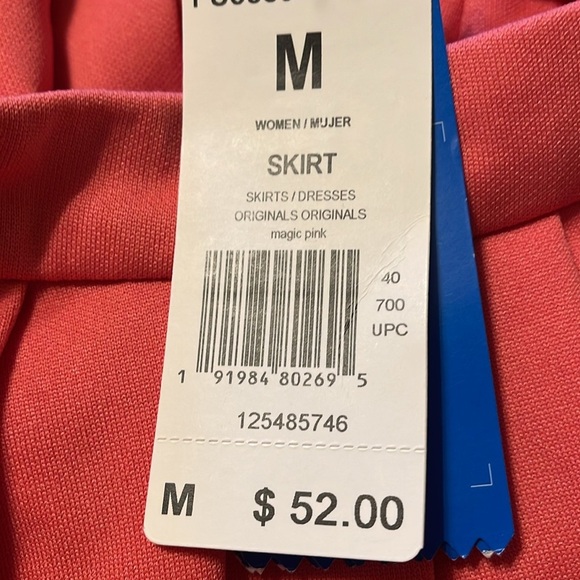 M
WOMEN / MUJER
SKIRT
SKIRTS / DRESSES
ORIGINALS ORIGINALS
magic pink
40
700
UPC
1 91984 80269 5
125485746
M $ 52.00